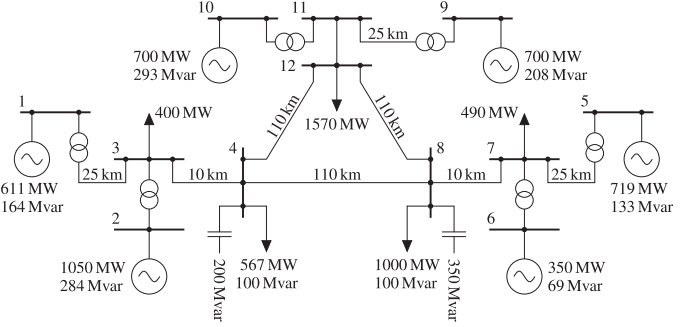 10
11
9
25 km
700 MW
293 Mvar
12
700 MW
208 Mvar
1
110 km
110 km
5
400 MW
1570 MW
490 MW
3
4
8
7
25 km
10 km
110 km
10 km
25 km
611 MW
164 Mvar
719 MW
133 Mvar
2
6
1050 MW
284 Mvar
200 Mvar
567 MW
100 Mvar
1000 MW
100 Mvar
350 Mvar
350 MW
69 Mvar